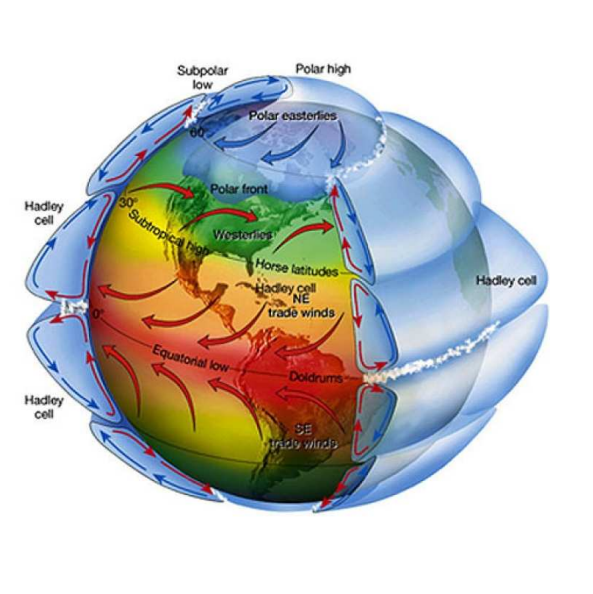 Subpolar
low
Polar high
Polar easterlies
60°
Polar front
30°
Subtropical high
Westerlies
Hadley
cell
Horse latitudes
Hadley cell
Hadley cell
NE
trade winds
0°
Equatorial low
Doldrums
Hadley
cell
SE
trade winds